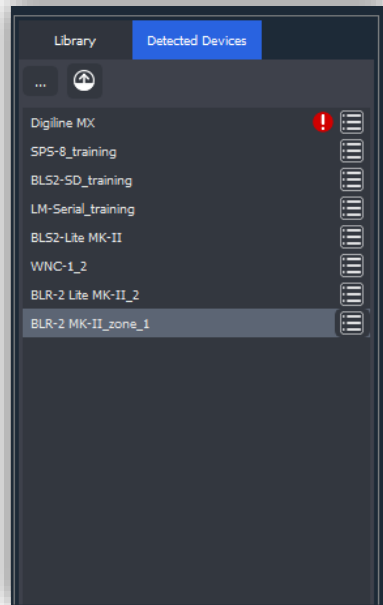 Library Detected Devices
...
Digiline MX
SPS-8_training
BLS2-SD_training
LM-Serial_training
BLS2-Lite MK-II
WNC-1_2
BLR-2 Lite MK-II_2
BLR-2 MK-II_zone_1